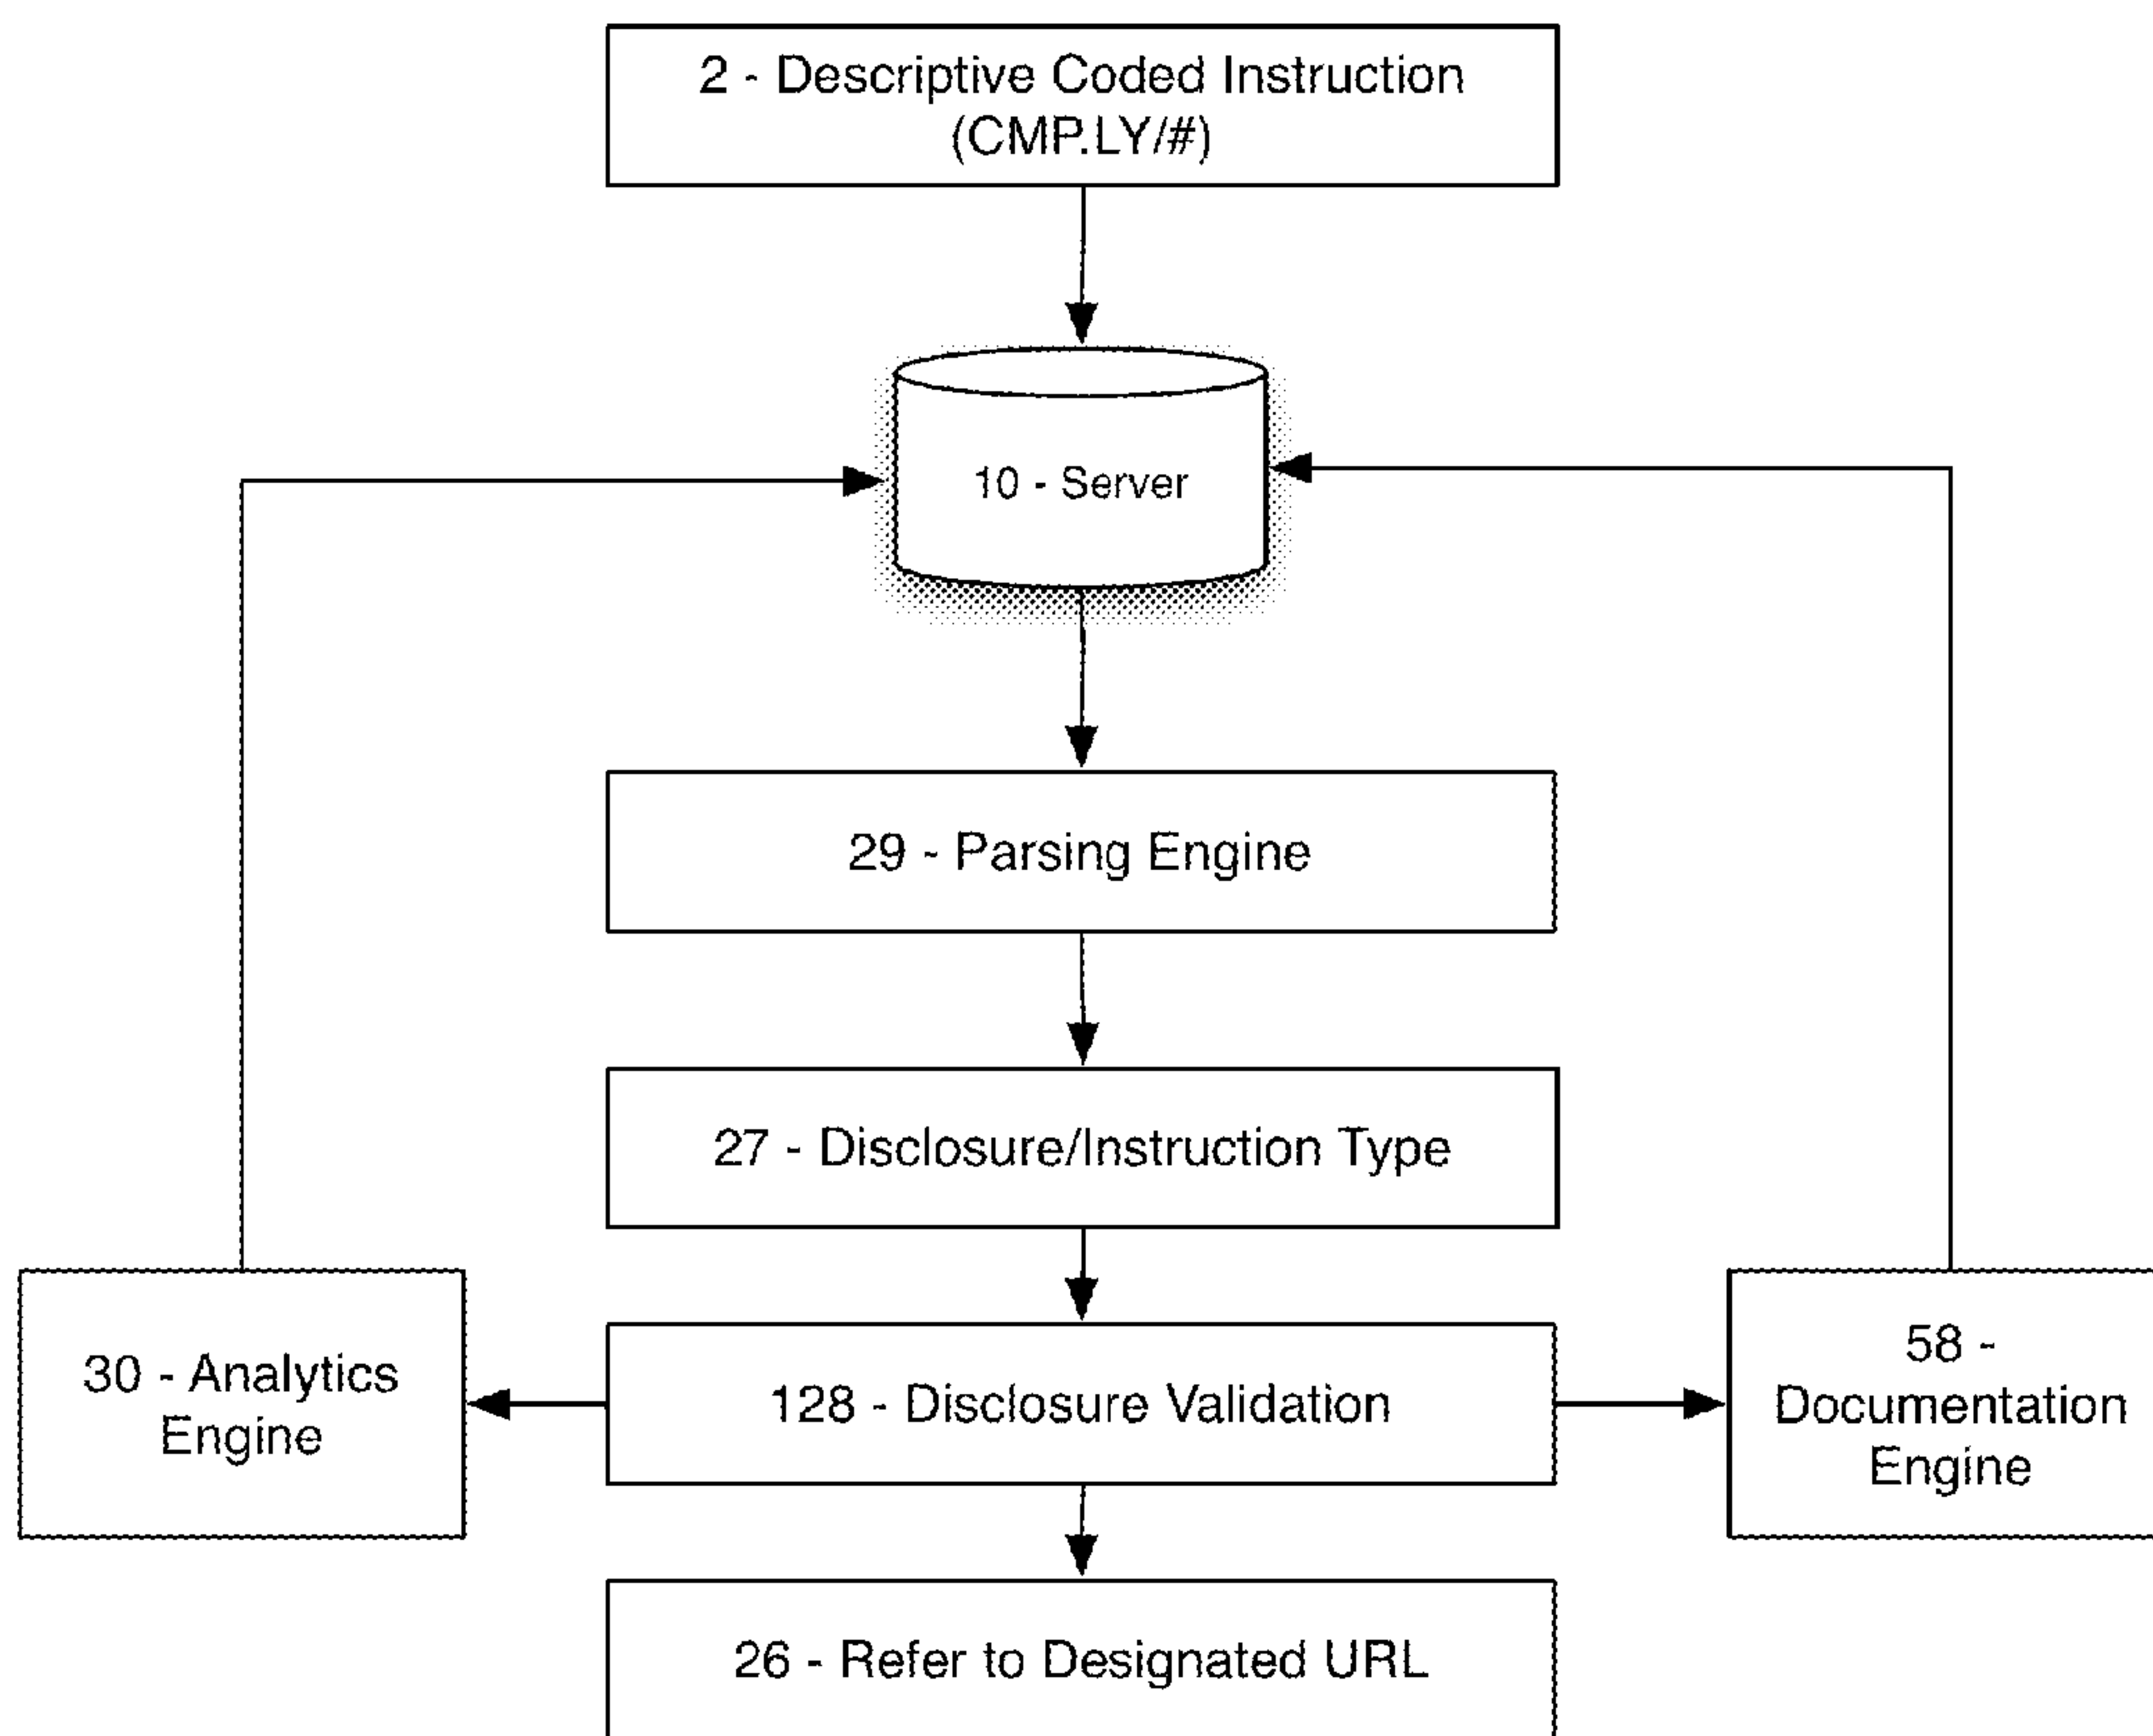 2 - Descriptive Coded Instruction
(CMP.LY/#)
10 - Server
29 - Parsing Engine
27 - Disclosure/Instruction Type
30 - Analytics
Engine
128 - Disclosure Validation
58 -
Documentation
Engine
26 - Refer to Designated URL